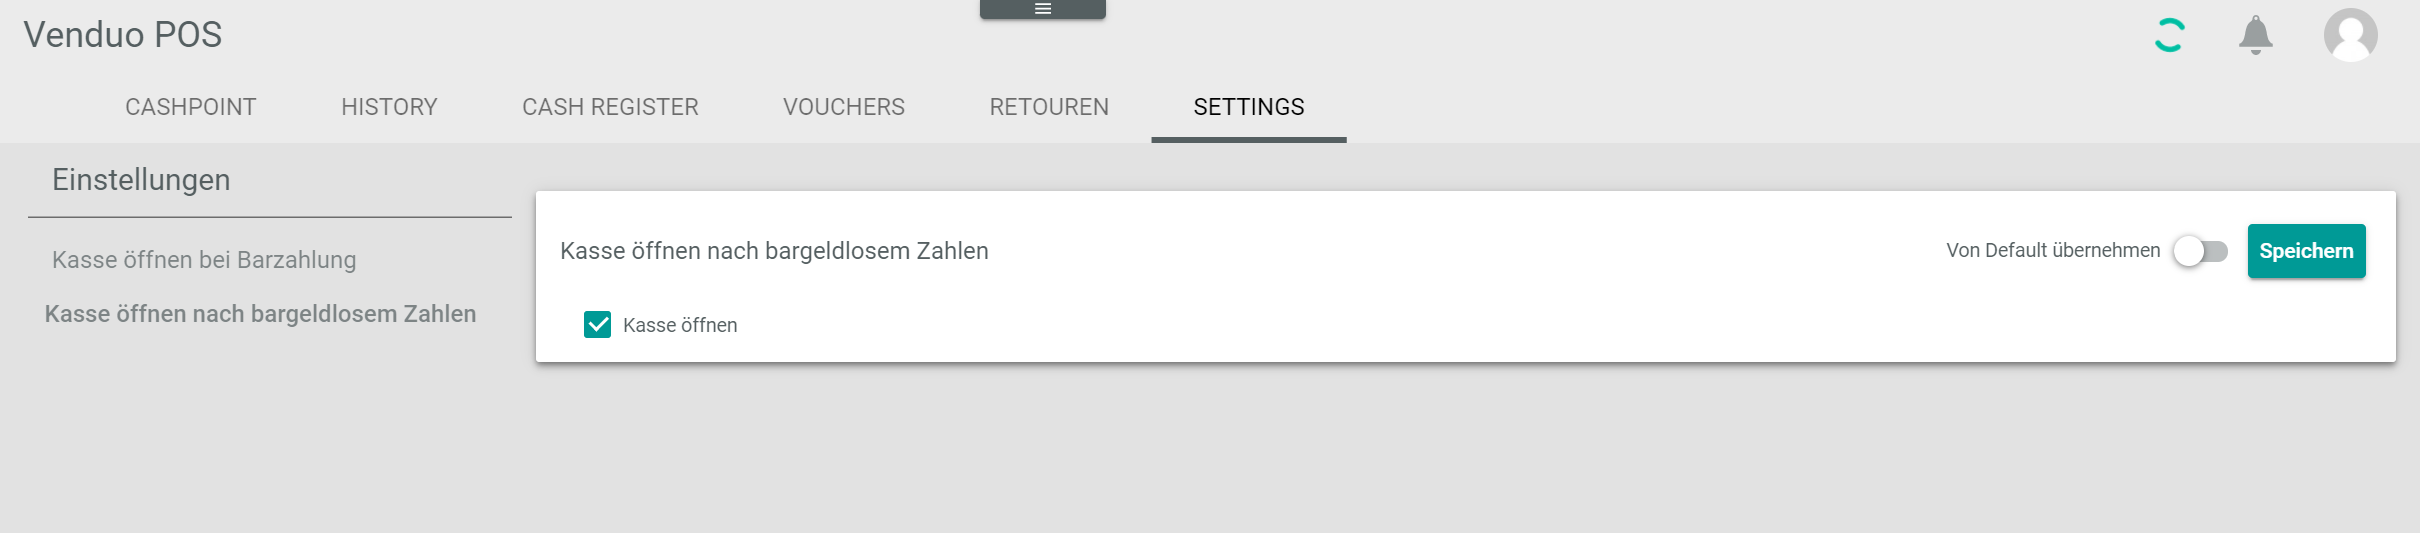 Venduo POS
CASHPOINT HISTORY CASH REGISTER VOUCHERS RETOUREN SETTINGS
Einstellungen
Kasse öffnen bei Barzahlung
Kasse öffnen nach bargeldlosem Zahlen
Kasse öffnen nach bargeldlosem Zahlen Von Default übernehmen Speichern
Kasse öffnen